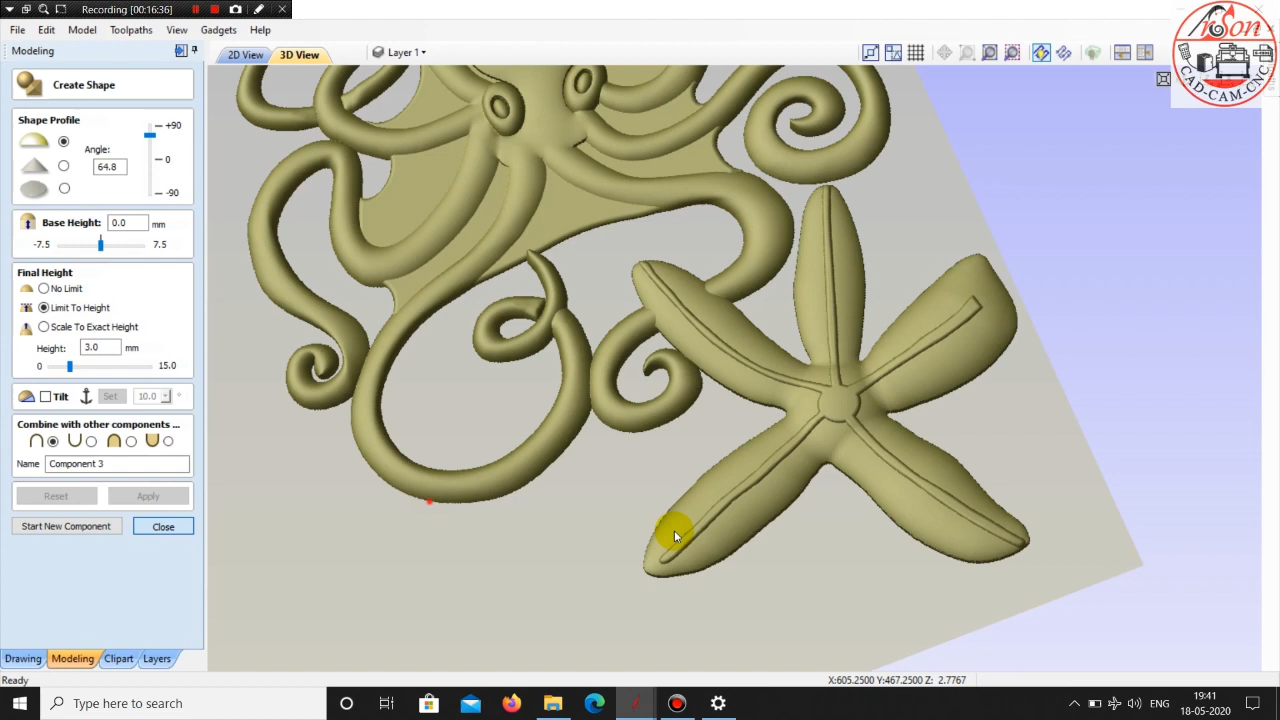 Recording [00:16:36]
File Edit Model Toolpaths View Gadgets Help
Modeling
2D View 3D View Layer 1
Create Shape
Shape Profile
+90
Angle:
0
64.8
-90
Base Height: 0.0 mm
-7.5 7.5
Final Height
No Limit
Limit To Height
Scale To Exact Height
Height: 3.0 mm
0 15.0
Tilt Set 10.0 °
Combine with other components ...
Name Component 3
Reset Apply
Start New Component Close
Drawing Modeling Clipart Layers
Ready
X:605.2500 Y:467.2500 Z: 2.7767
Type here to search
ENG
19:41
18-05-2020
CAD-CAM-CNC